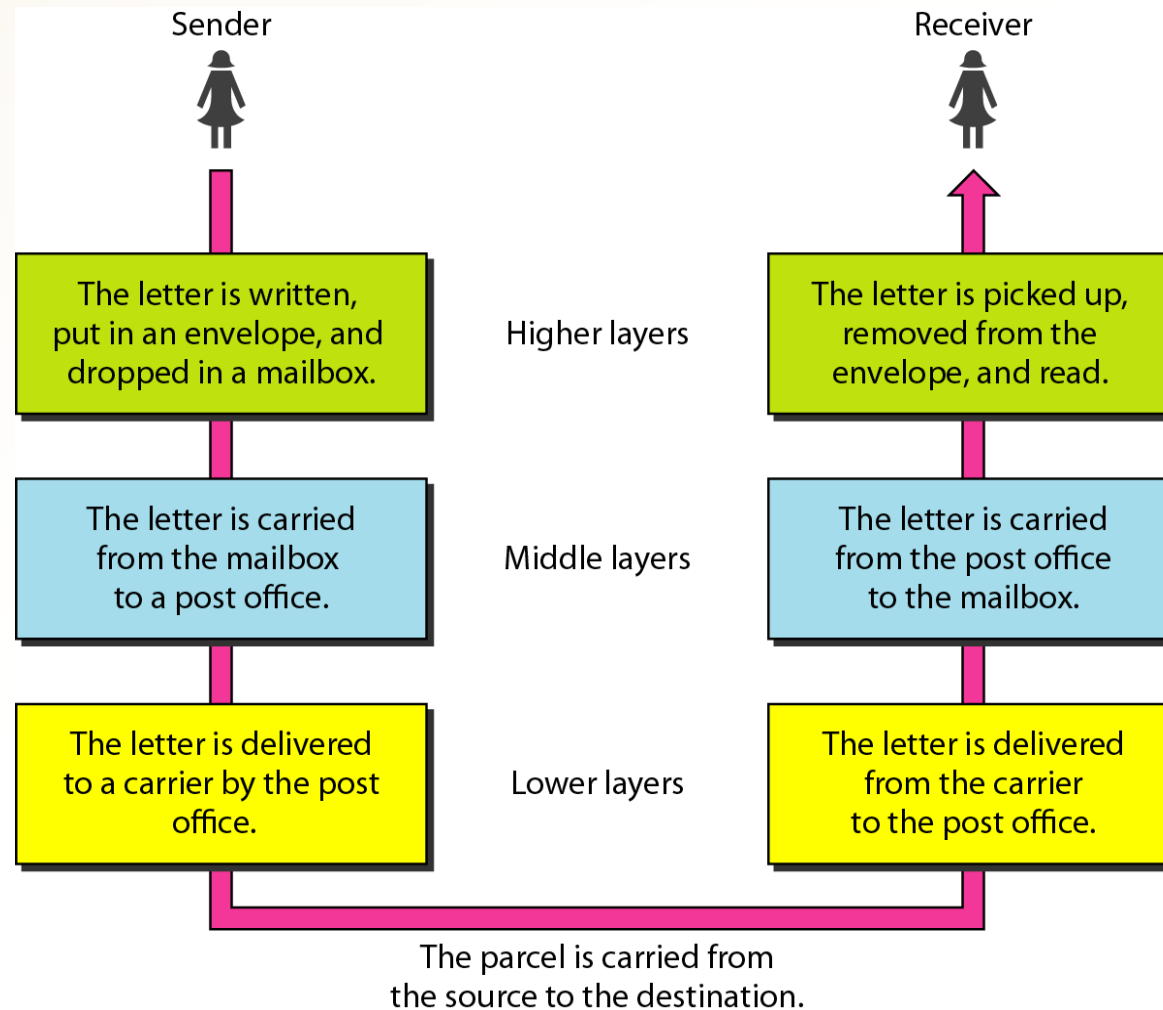 Sender
Receiver
The letter is written,
put in an envelope, and
dropped in a mailbox.
Higher layers
The letter is picked up,
removed from the
envelope, and read.
The letter is carried
from the mailbox
to a post office.
Middle layers
The letter is carried
from the post office
to the mailbox.
The letter is delivered
to a carrier by the post
office.
Lower layers
The letter is delivered
from the carrier
to the post office.
The parcel is carried from
the source to the destination.